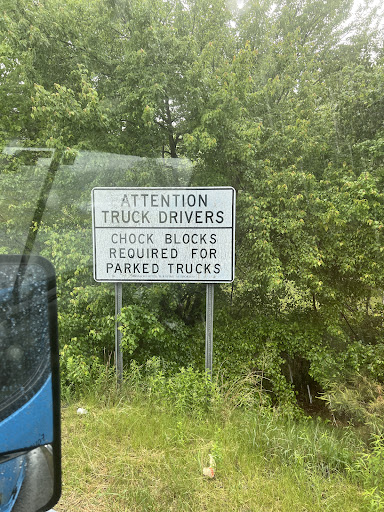 ATTENTION
TRUCK DRIVERS
CHOCK BLOCKS
REQUIRED FOR
PARKED TRUCKS